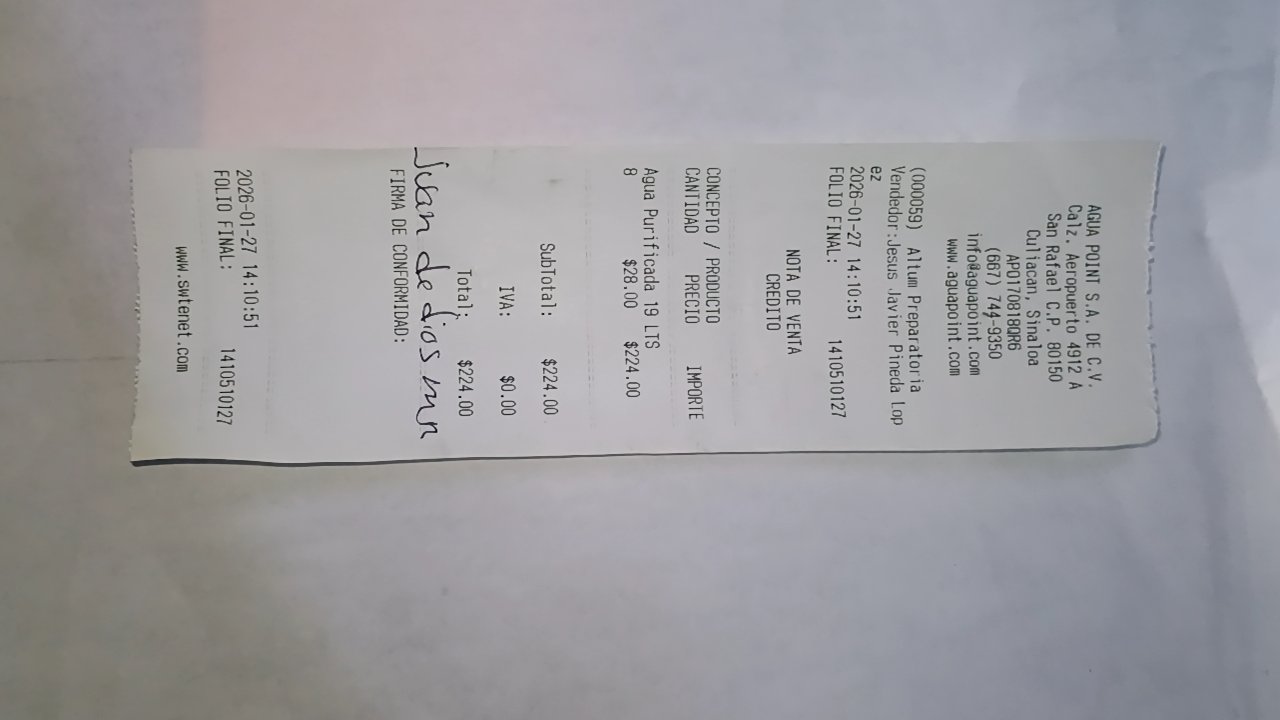 AGUA POINT S.A. DE C.V.
Calz. Aeropuerto 4912 A
San Rafael C.P. 80150
Culiacan, Sinaloa
APO170818QR6
(667) 744-9350
info@aguapoint.com
www.aguapoint.com
(000059) Altum Preparatoria
Vendedor:Jesus Javier Pineda Lop
ez
2026-01-27 14:10:51
FOLIO FINAL: 1410510127
NOTA DE VENTA
CREDITO
CONCEPTO / PRODUCTO
CANTIDAD PRECIO IMPORTE
Agua Purificada 19 LTS
8 $28.00 $224.00
SubTotal: $224.00
IVA: $0.00
Total: $224.00
Juan de dios
FIRMA DE CONFORMIDAD:
2026-01-27 14:10:51
FOLIO FINAL: 1410510127
www.swtenet.com